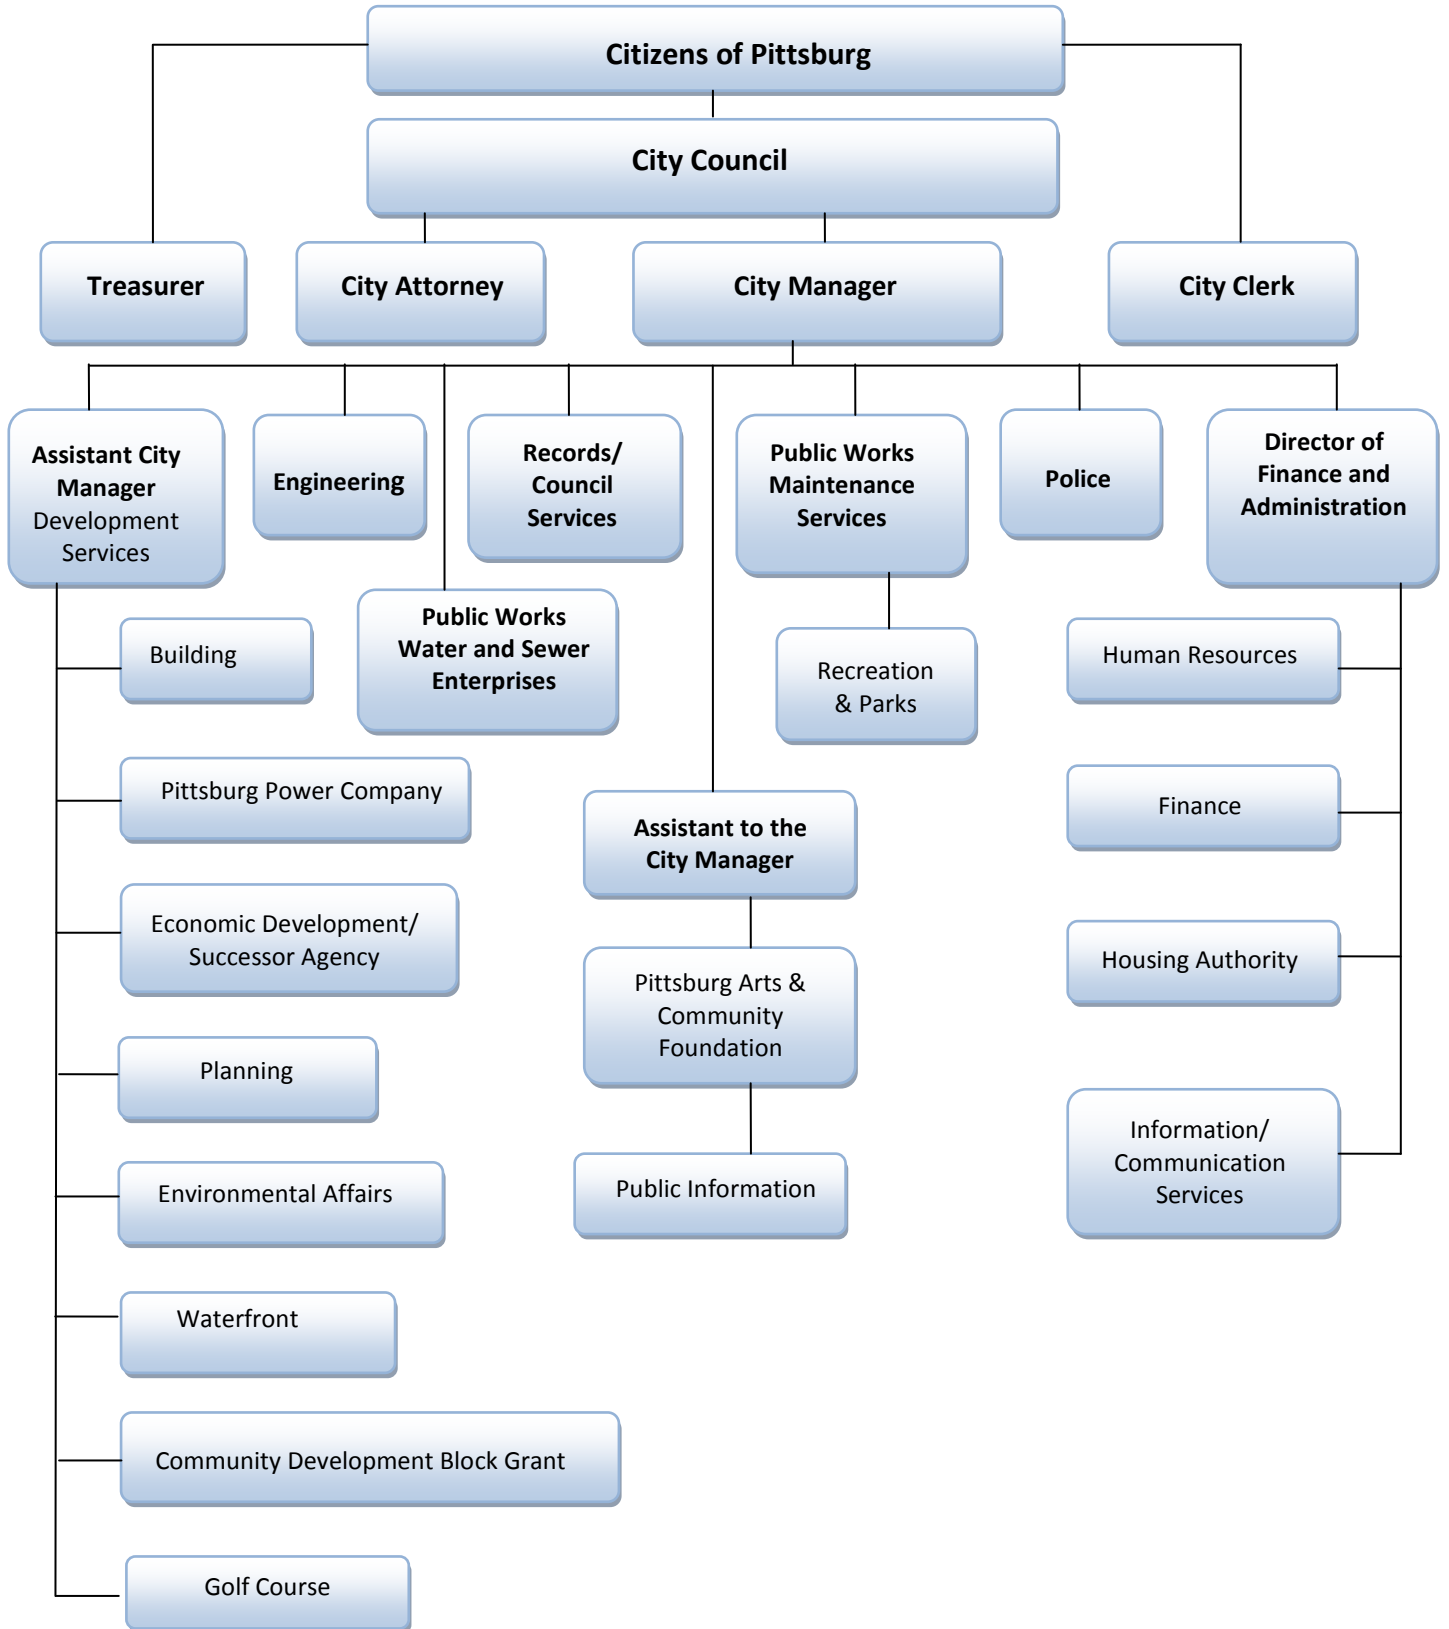 Citizens of Pittsburg
City Council
Treasurer
City Attorney
City Manager
City Clerk
Assistant City
Manager
Development
Services
Engineering
Records/
Council
Services
Public Works
Maintenance
Services
Police
Director of
Finance and
Administration
Public Works
Water and Sewer
Enterprises
Building
Recreation
& Parks
Human Resources
Pittsburg Power Company
Assistant to the
City Manager
Finance
Economic Development/
Successor Agency
Pittsburg Arts &
Community
Foundation
Housing Authority
Planning
Public Information
Information/
Communication
Services
Environmental Affairs
Waterfront
Community Development Block Grant
Golf Course